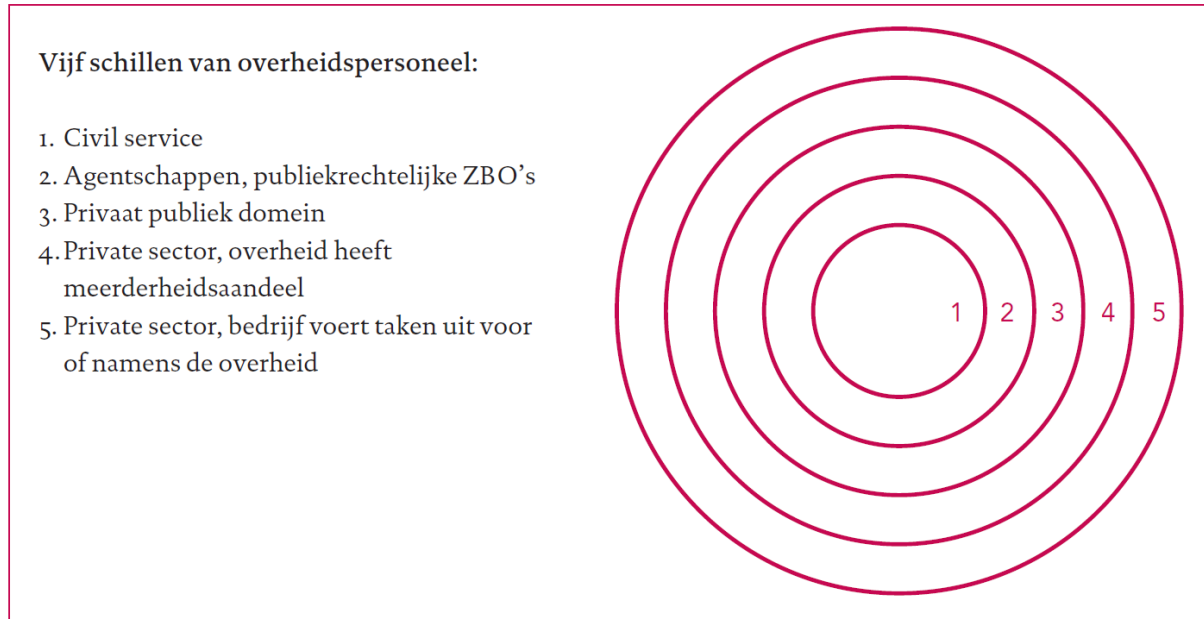 Vijf schillen van overheidspersoneel:
1. Civil service
2. Agentschappen, publiekrechtelijke ZBO’s
3. Privaat publiek domein
4. Private sector, overheid heeft
meerderheidsaandeel
5. Private sector, bedrijf voert taken uit voor
of namens de overheid
1 2 3 4 5